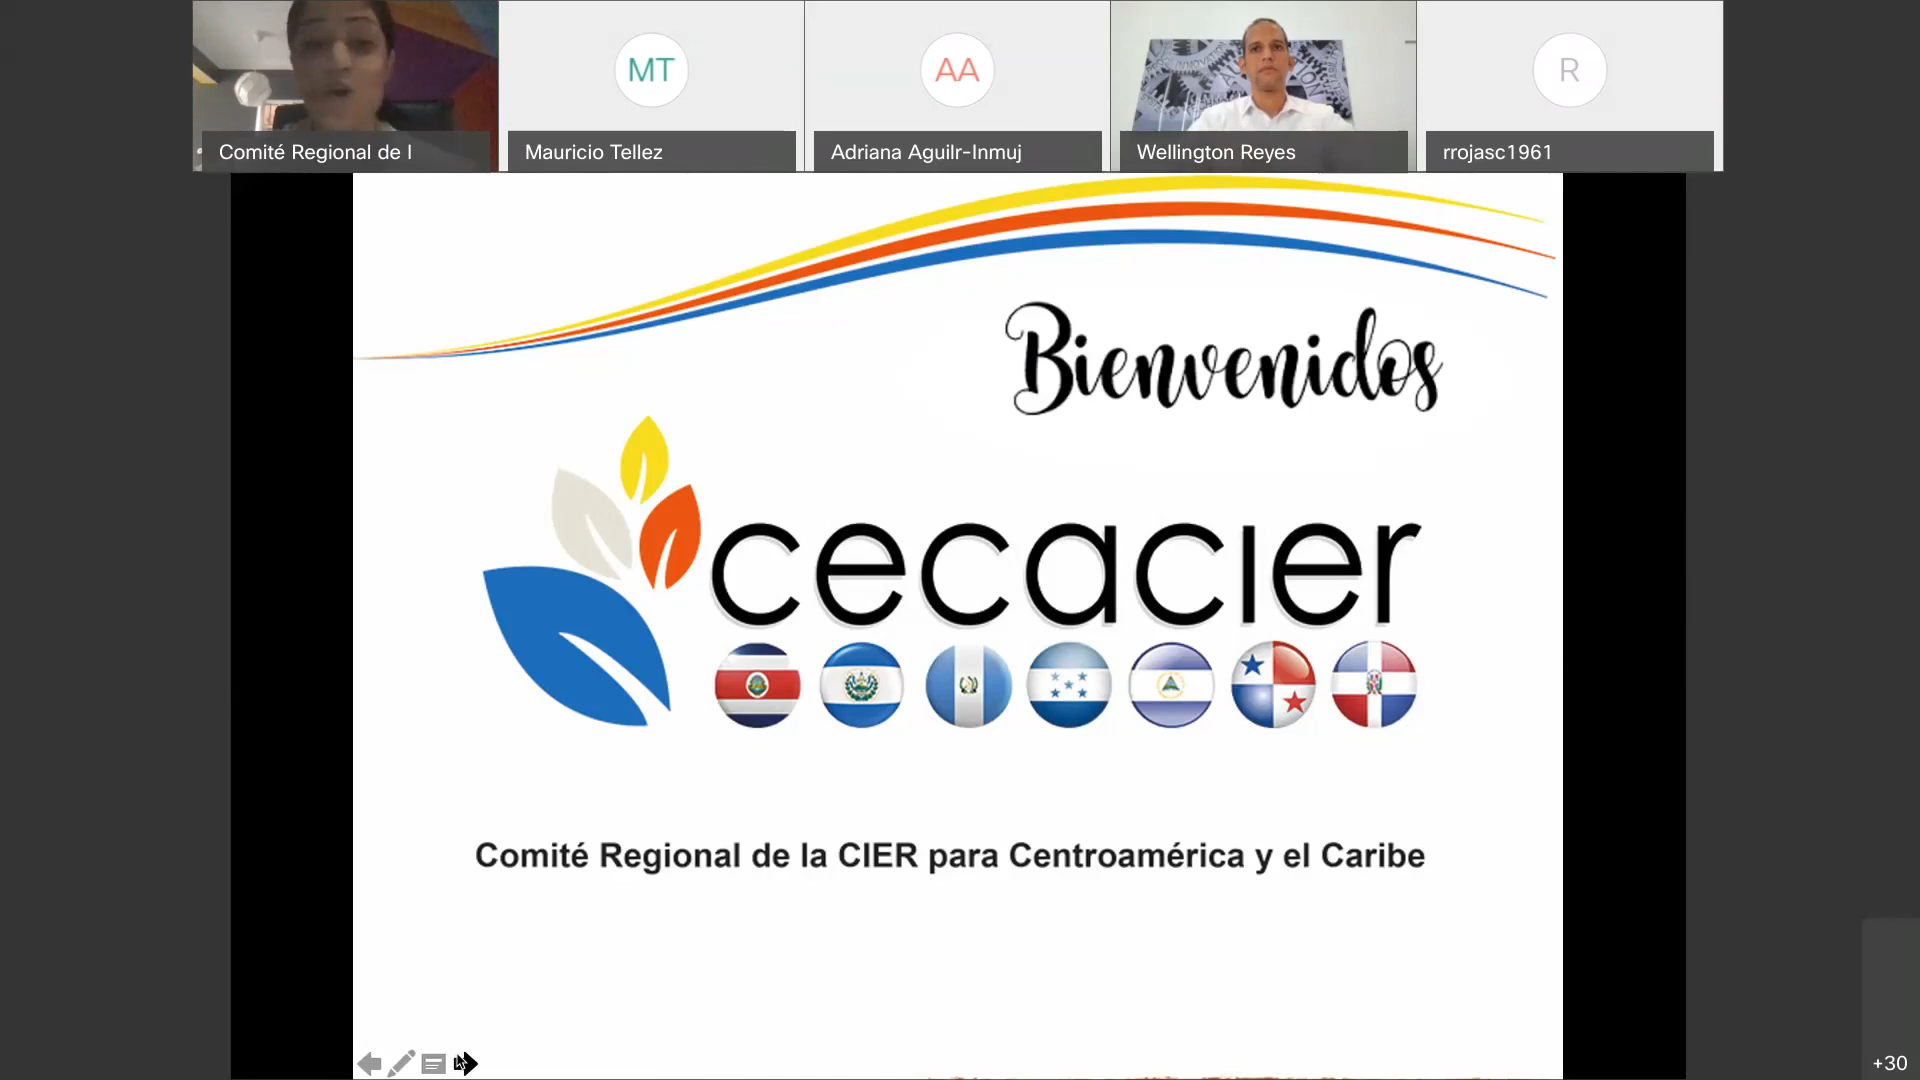 Comité Regional de l
MT
Mauricio Tellez
AA
Adriana Aguilr-Inmuj
Wellington Reyes
R
rrojasc1961
Bienvenidos
cecacier
Comité Regional de la CIER para Centroamérica y el Caribe
+30